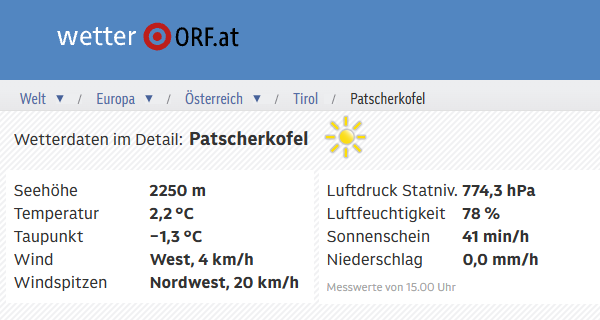 wetter ORF.at
Welt ▼ / Europa ▼ / Österreich ▼ / Tirol / Patscherkofel
Wetterdaten im Detail: Patscherkofel
Seehöhe 2250 m
Temperatur 2,2 °C
Taupunkt −1,3 °C
Wind West, 4 km/h
Windspitzen Nordwest, 20 km/h
Luftdruck Statniv. 774,3 hPa
Luftfeuchtigkeit 78 %
Sonnenschein 41 min/h
Niederschlag 0,0 mm/h
Messwerte von 15.00 Uhr